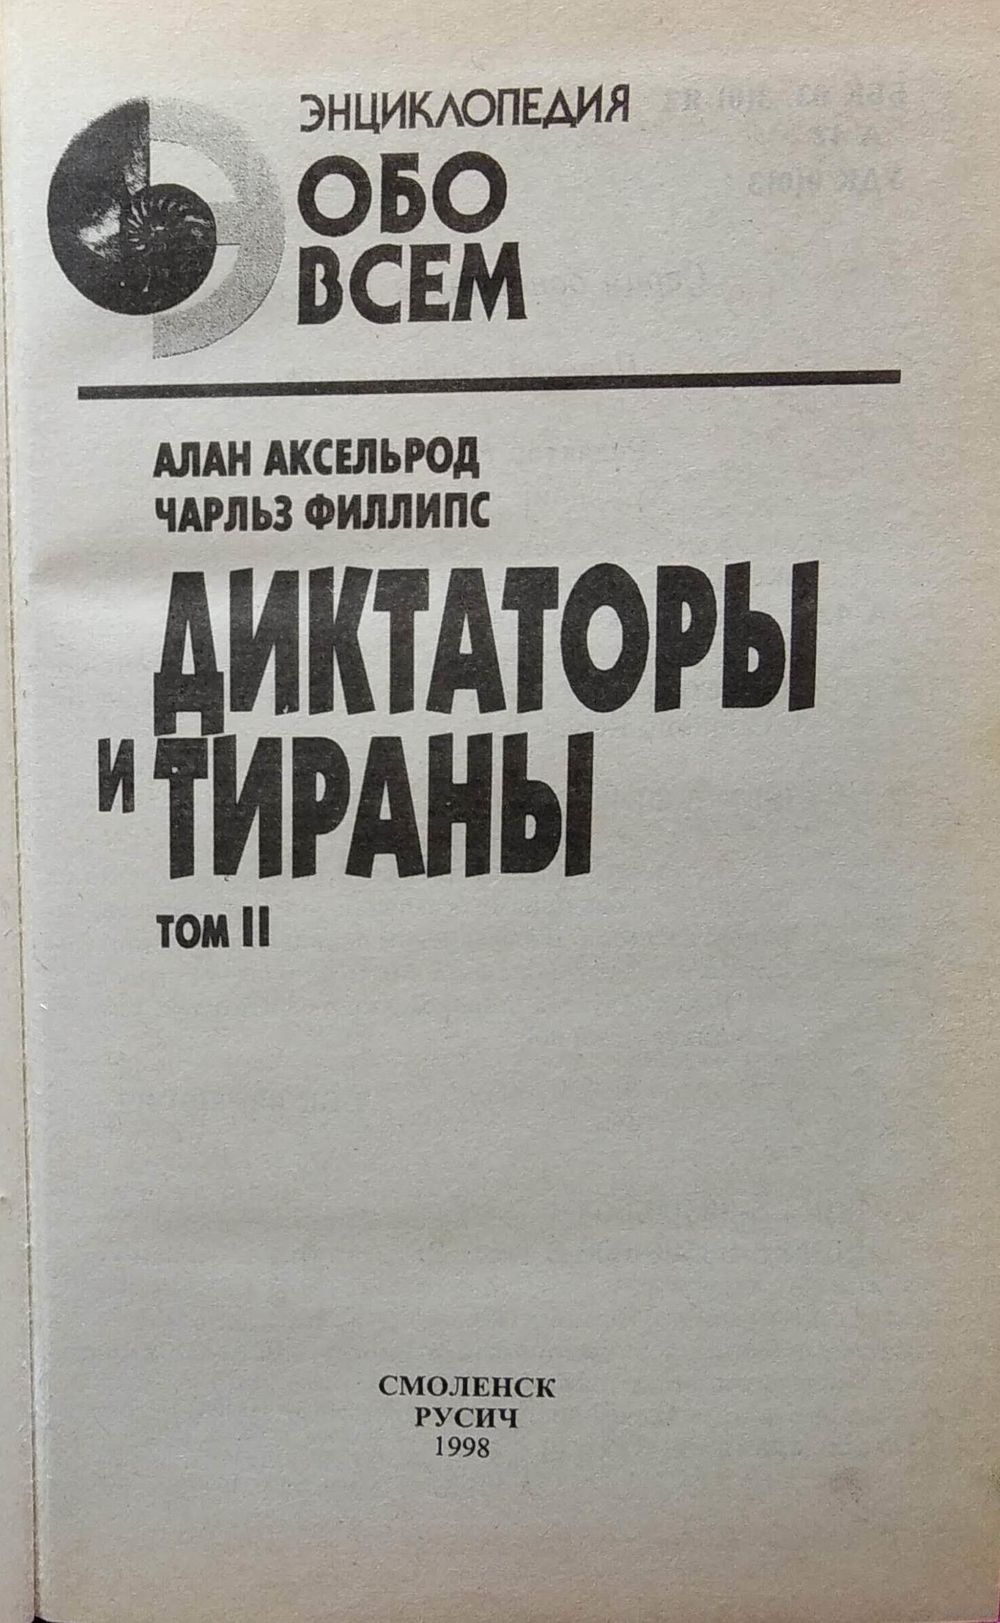 ЭНЦИКЛОПЕДИЯ
ОБО
ВСЕМ
АЛАН АКСЕЛЬРОД
ЧАРЛЬЗ ФИЛЛИПС
ДИКТАТОРЫ
И ТИРАНЫ
ТОМ II
СМОЛЕНСК
РУСИЧ
1998